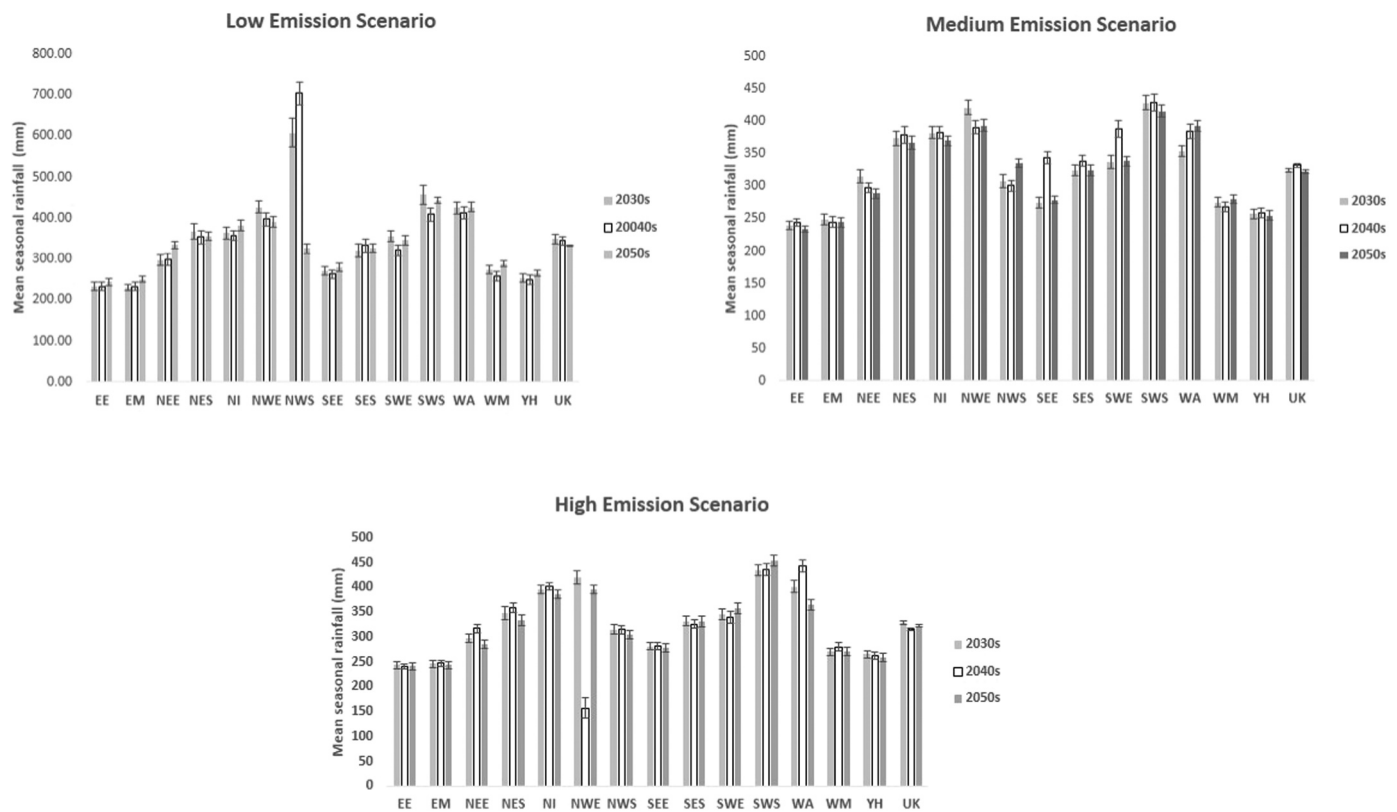 Low Emission Scenario
Mean seasonal rainfall (mm)
800.00
700.00
600.00
500.00
400.00
300.00
200.00
100.00
0.00
EE EM NEE NES NI NWE NWS SEE SES SWE SWS WA WM YH UK
2030s
20040s
2050s
Medium Emission Scenario
Mean seasonal rainfall (mm)
500
450
400
350
300
250
200
150
100
50
0
EE EM NEE NES NI NWE NWS SEE SES SWE SWS WA WM YH UK
2030s
2040s
2050s
High Emission Scenario
Mean seasonal rainfall (mm)
500
450
400
350
300
250
200
150
100
50
0
EE EM NEE NES NI NWE NWS SEE SES SWE SWS WA WM YH UK
2030s
2040s
2050s